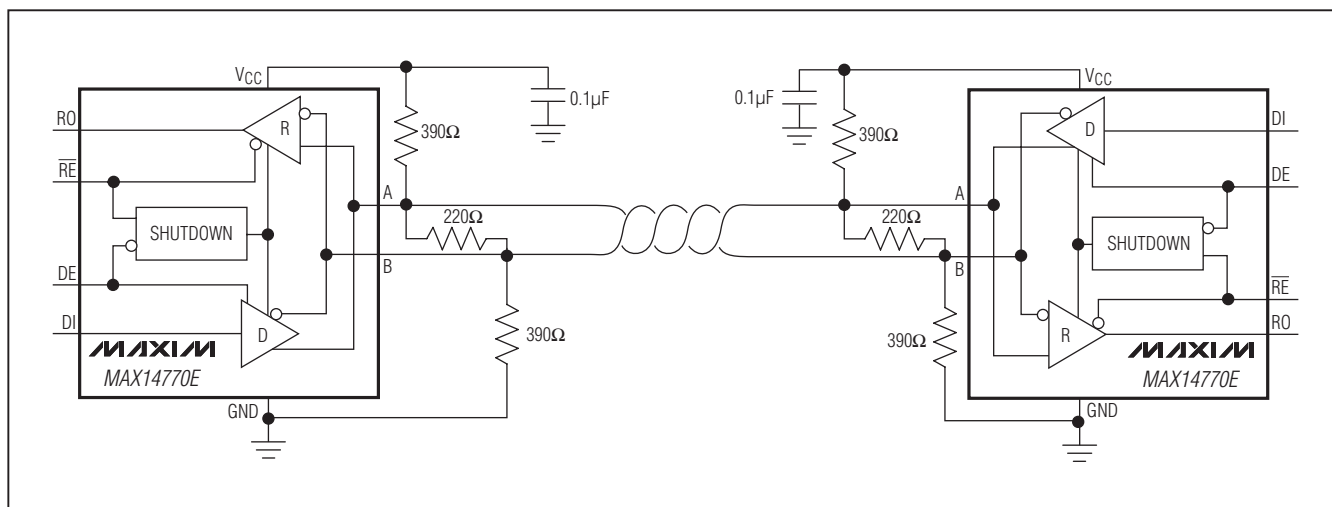 VCC
0.1µF
390Ω
RO
R
RE
SHUTDOWN
DE
DI
D
MAXIM
MAX14770E
GND
A
220Ω
B
390Ω
VCC
0.1µF
390Ω
DI
D
DE
A
220Ω
SHUTDOWN
B
RE
RO
R
390Ω
MAXIM
MAX14770E
GND